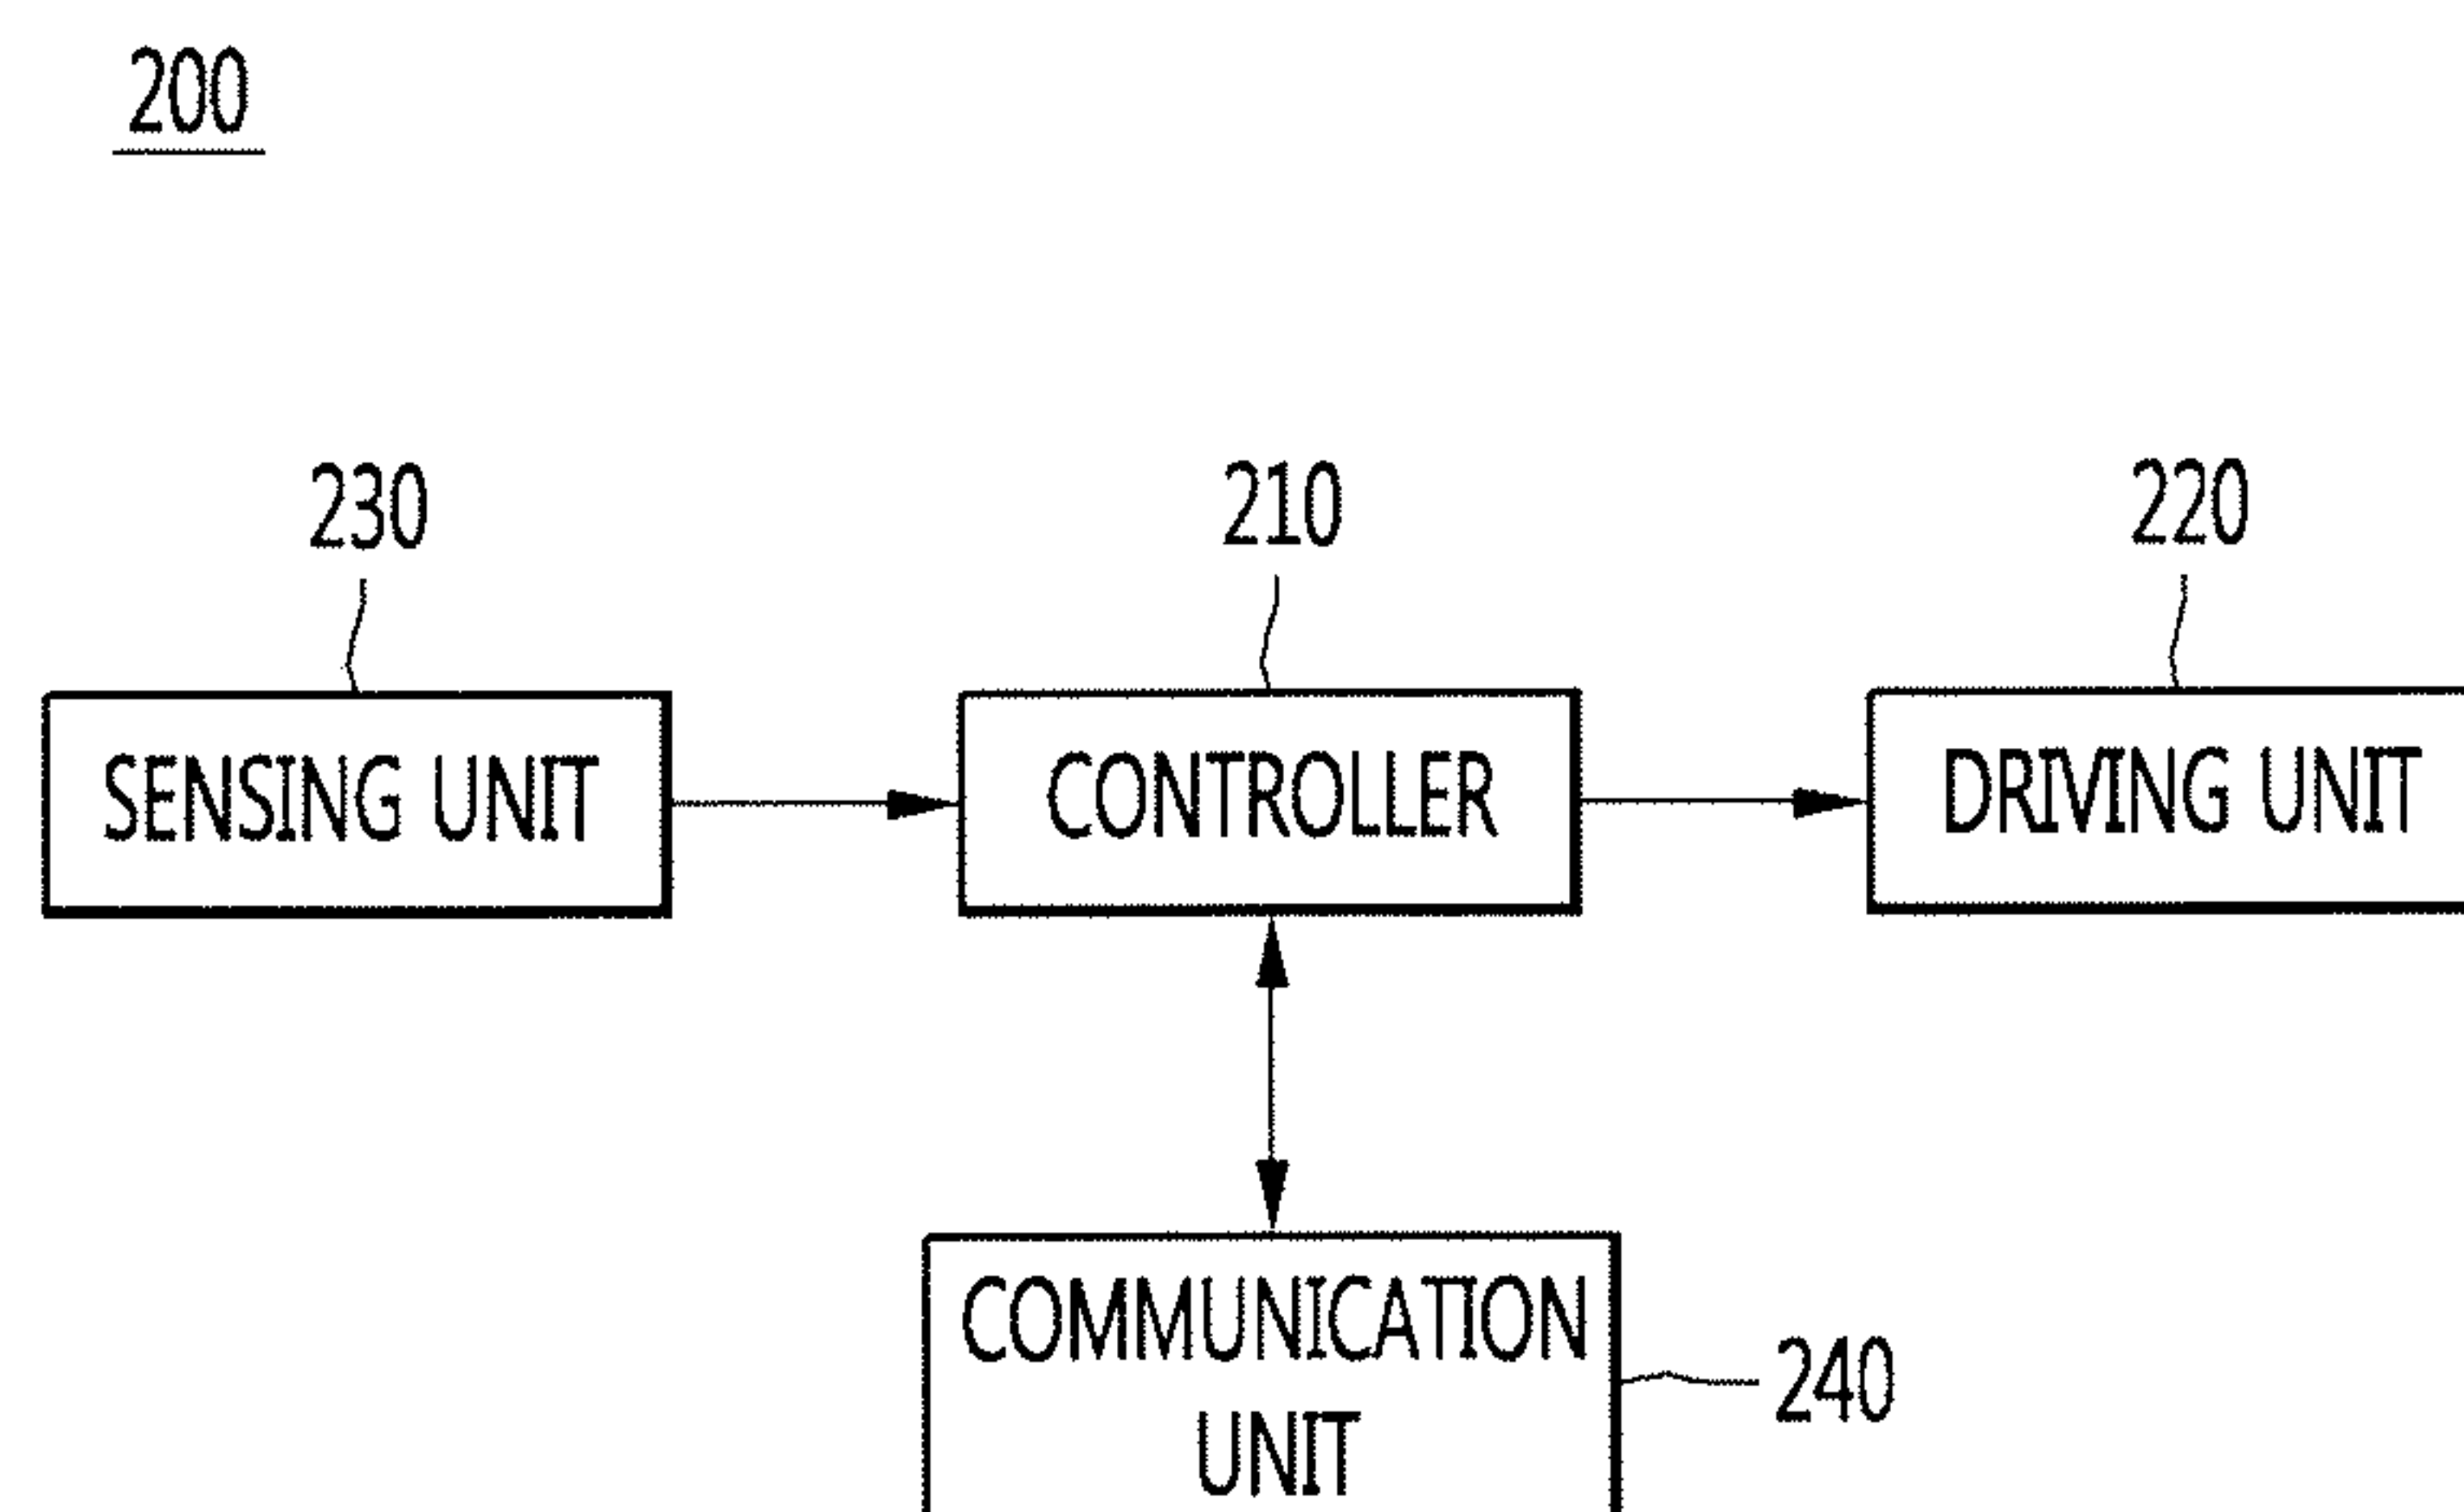 200
230
210
220
SENSING UNIT
CONTROLLER
DRIVING UNIT
COMMUNICATION
UNIT
240